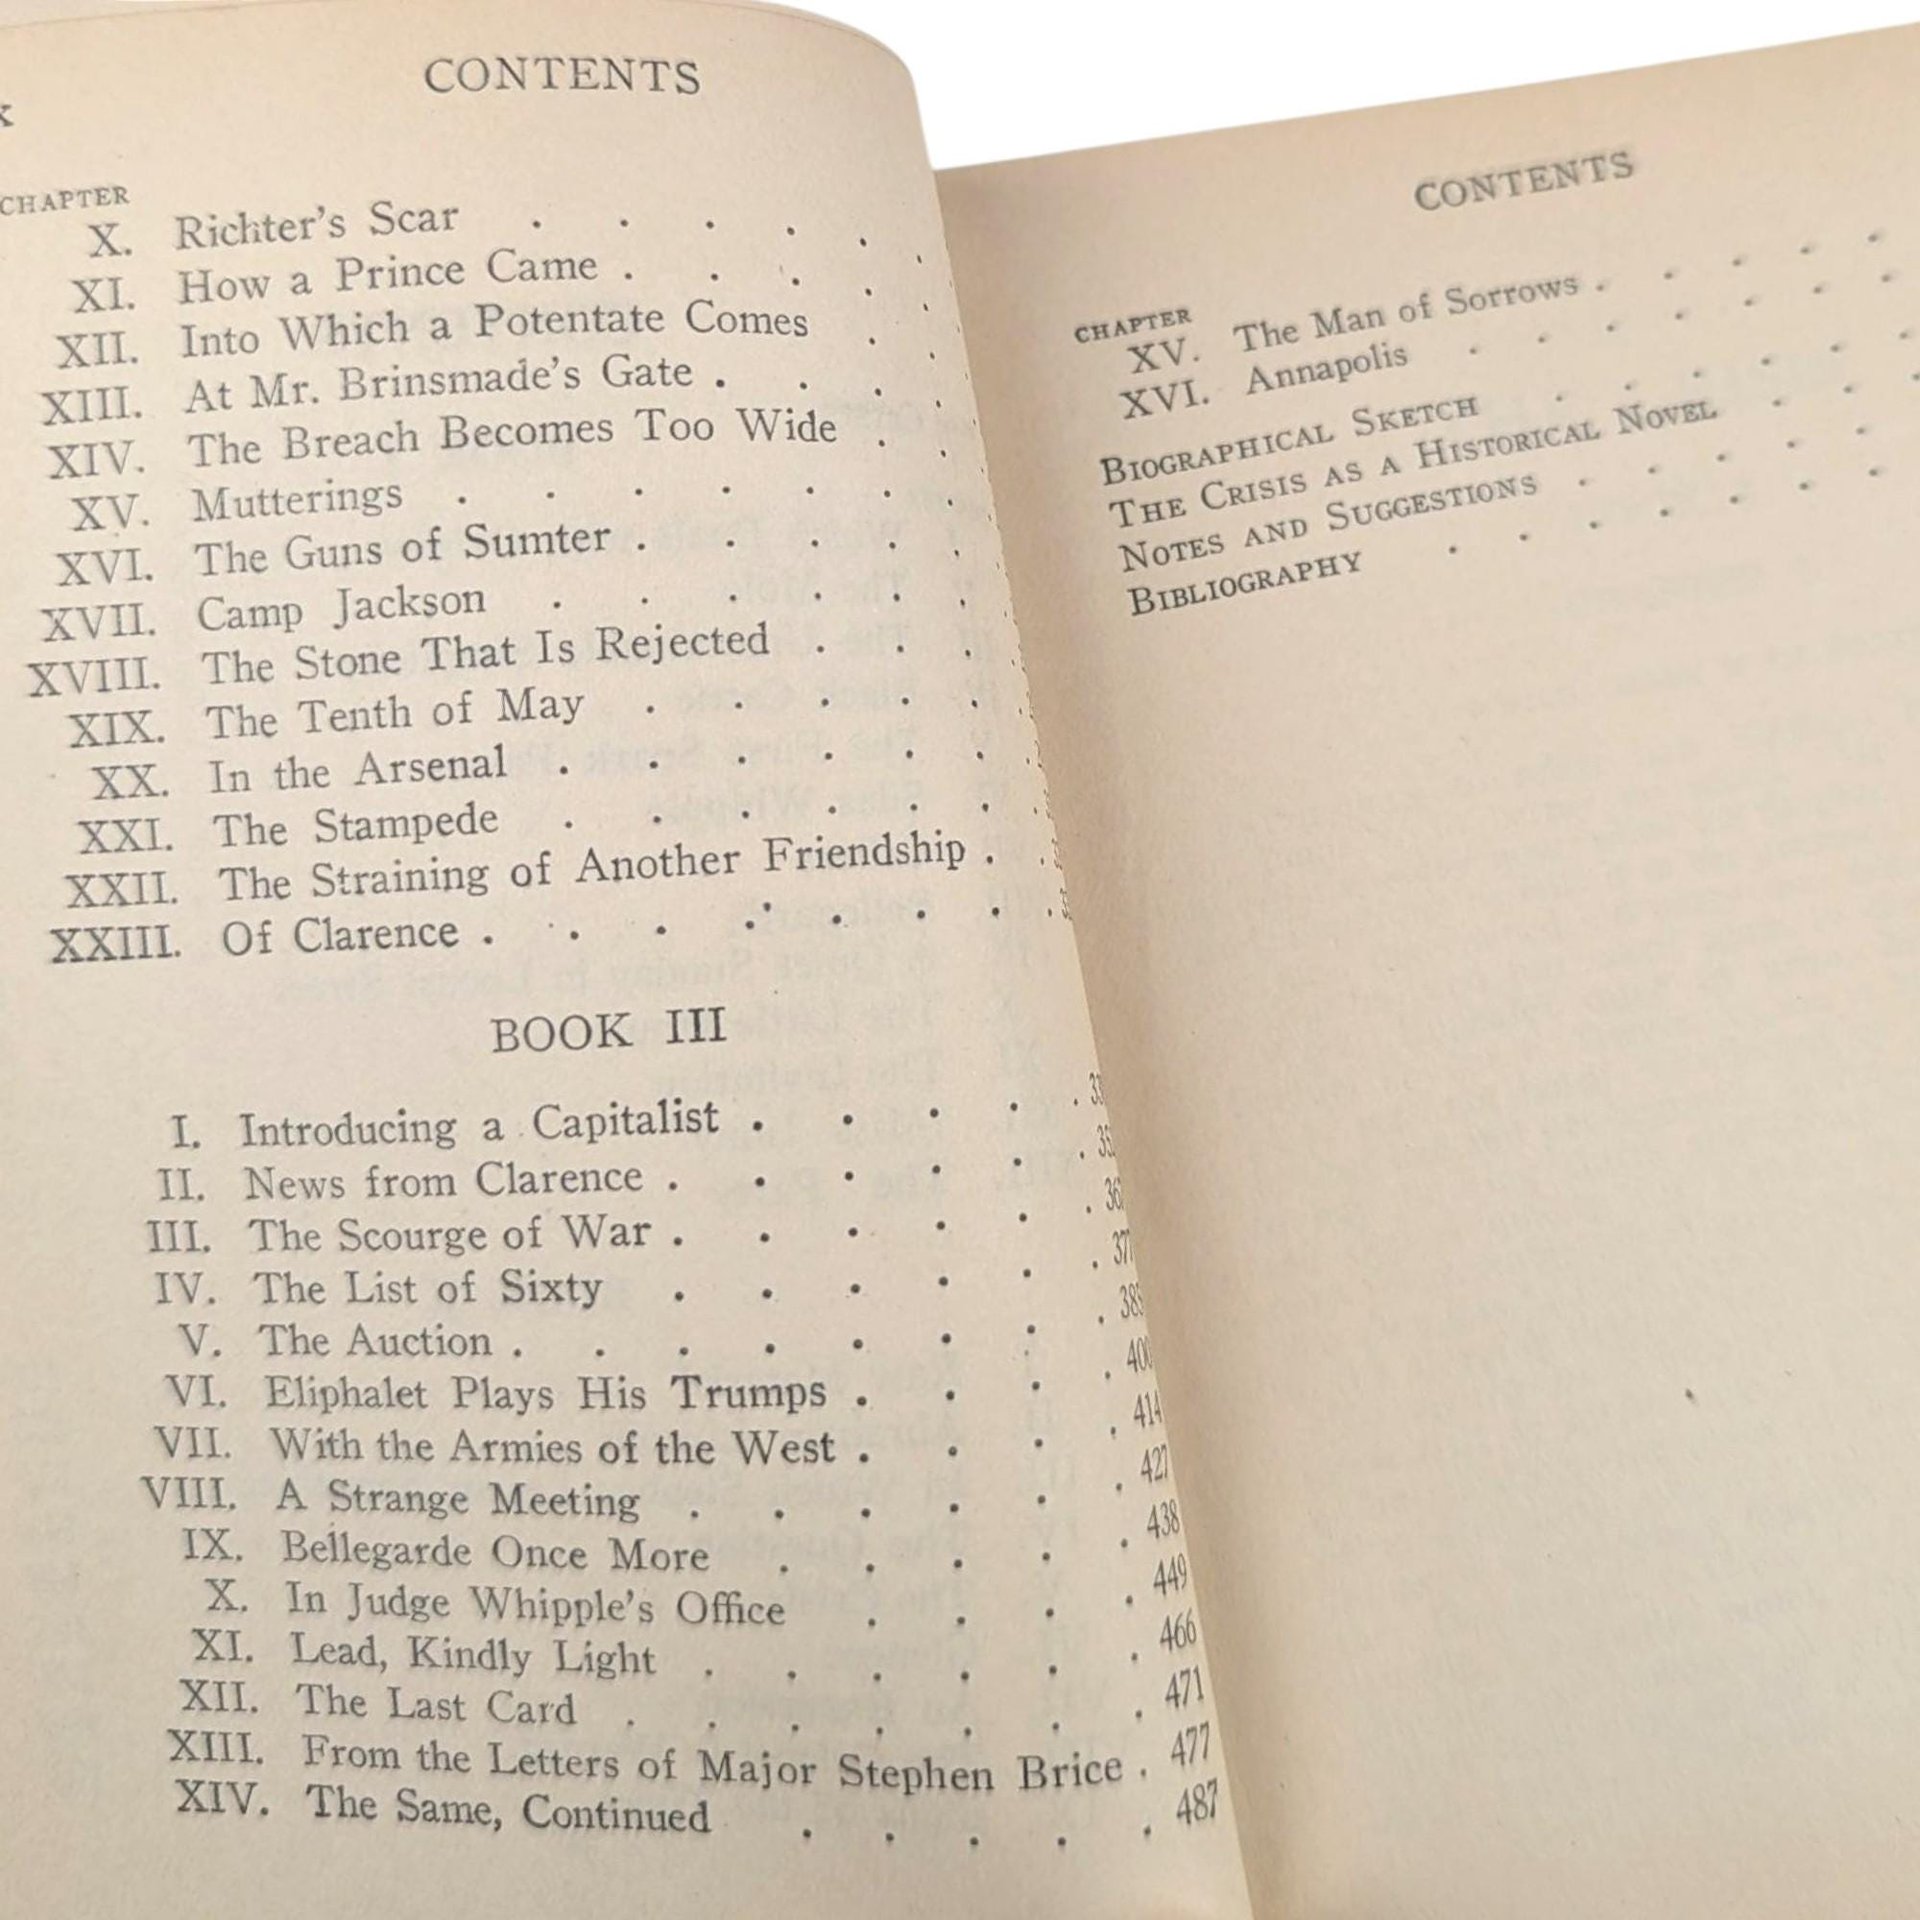 CONTENTS
CHAPTER
X. Richter's Scar . . . . .
XI. How a Prince Came . . . . .
XII. Into Which a Potentate Comes . .
XIII. At Mr. Brinsmade's Gate . . . .
XIV. The Breach Becomes Too Wide . .
XV. Mutterings . . . . . . .
XVI. The Guns of Sumter . . . . .
XVII. Camp Jackson . . . . . .
XVIII. The Stone That Is Rejected . . .
XIX. The Tenth of May . . . . . .
XX. In the Arsenal . . . . . . .
XXI. The Stampede . . . . . . .
XXII. The Straining of Another Friendship . .
XXIII. Of Clarence . . . . . . . .
BOOK III
I. Introducing a Capitalist . . . . .
II. News from Clarence . . . . . .
III. The Scourge of War . . . . . .
IV. The List of Sixty . . . . . .
V. The Auction . . . . . . . .
VI. Eliphalet Plays His Trumps . . . . 414
VII. With the Armies of the West . . . . 427
VIII. A Strange Meeting . . . . . . 438
IX. Bellegarde Once More . . . . . 449
X. In Judge Whipple's Office . . . . 466
XI. Lead, Kindly Light . . . . . . 471
XII. The Last Card . . . . . . . 477
XIII. From the Letters of Major Stephen Brice . 487
XIV. The Same, Continued . . . . .
CONTENTS
CHAPTER
XV. The Man of Sorrows . . . . .
XVI. Annapolis . . . . . . .
BIOGRAPHICAL SKETCH . . . . . .
THE CRISIS AS A HISTORICAL NOVEL . . .
NOTES AND SUGGESTIONS . . . . .
BIBLIOGRAPHY . . . . . . .